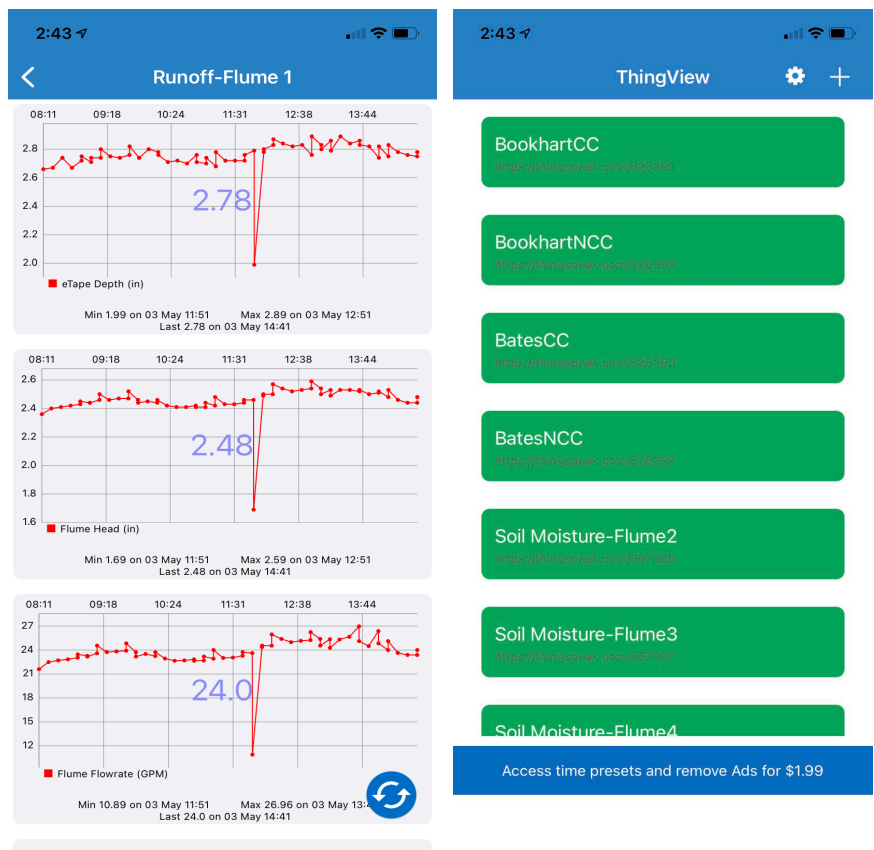 2:43
Runoff-Flume 1
08:11 09:18 10:24 11:31 12:38 13:44
2.8
2.6
2.4
2.2
2.0
2.78
eTape Depth (in)
Min 1.99 on 03 May 11:51 Max 2.89 on 03 May 12:51
Last 2.78 on 03 May 14:41
08:11 09:18 10:24 11:31 12:38 13:44
2.6
2.4
2.2
2.0
1.8
1.6
2.48
Flume Head (in)
Min 1.69 on 03 May 11:51 Max 2.59 on 03 May 12:51
Last 2.48 on 03 May 14:41
08:11 09:18 10:24 11:31 12:38 13:44
27
24
21
18
15
12
24.0
Flume Flowrate (GPM)
Min 10.89 on 03 May 11:51 Max 26.96 on 03 May
Last 24.0 on 03 May 14:41
2:43
ThingView
BookhartCC
https://thingspeak.com/628391
BookhartNCC
BatesCC
BatesNCC
Soil Moisture-Flume2
Soil Moisture-Flume3
Soil Moisture-Flume4
Access time presets and remove Ads for $1.99